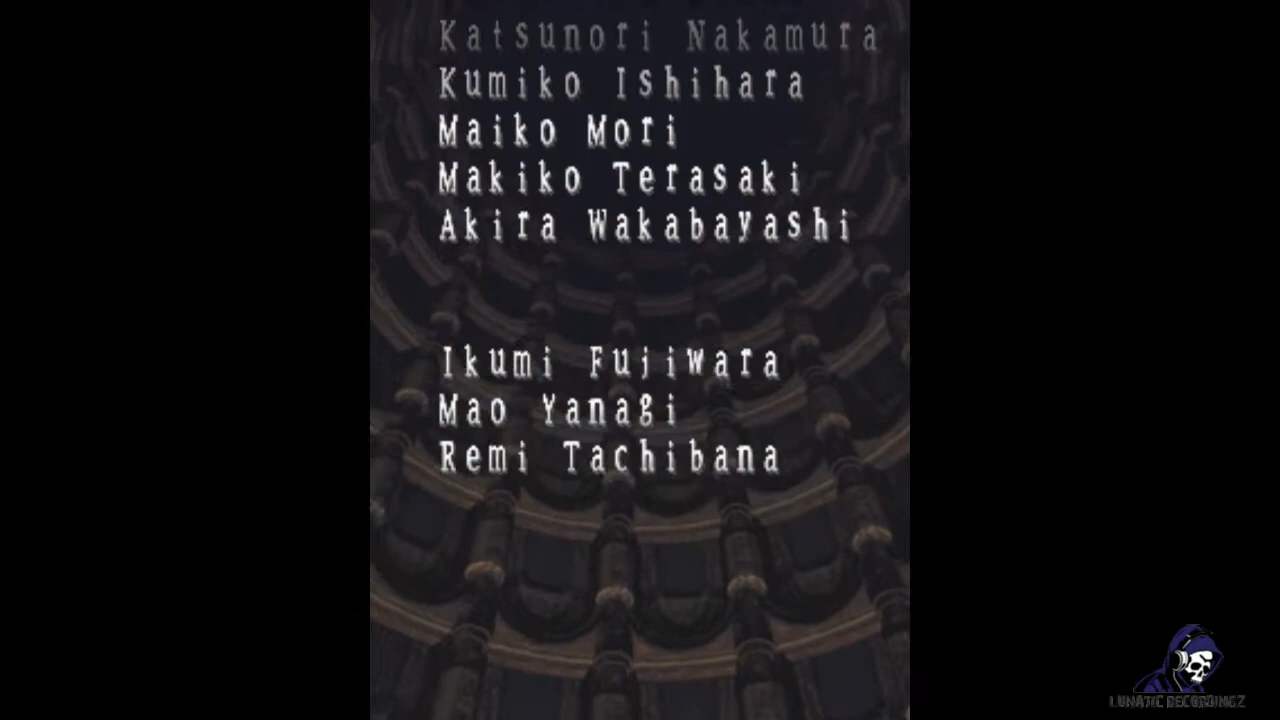 Katsunori Nakamura
Kumiko Ishihara
Maiko Mori
Makiko Terasaki
Akira Wakabayashi
Ikumi Fujiwara
Mao Yanagi
Remi Tachibana
LUNATIC RECORDINGZ